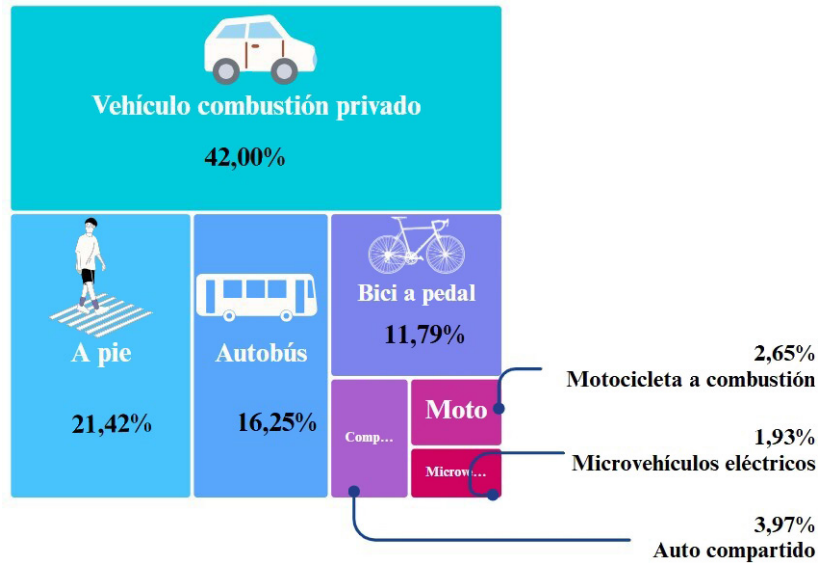 Vehículo combustión privado
42,00%
A pie
21,42%
Autobús
16,25%
Bici a pedal
11,79%
Comp...
Moto
Microve...
2,65%
Motocicleta a combustión
1,93%
Microvehículos eléctricos
3,97%
Auto compartido